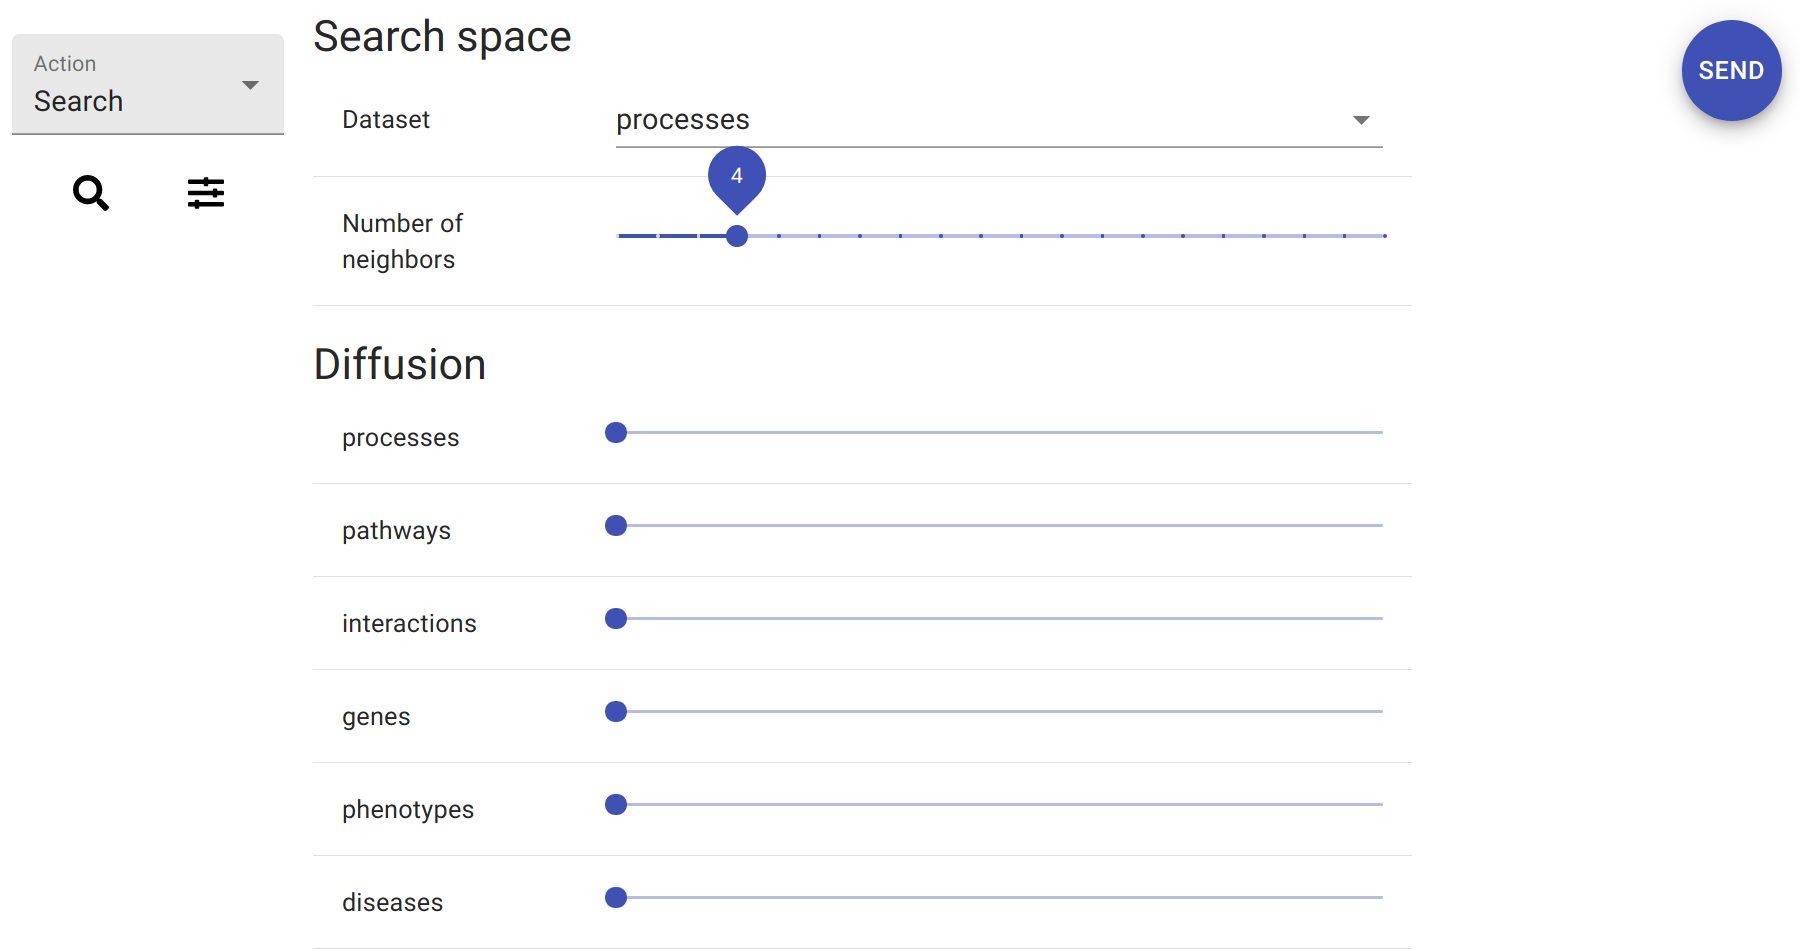 Search space
Action
Search
SEND
Dataset
processes
4
Number of
neighbors
Diffusion
processes
pathways
interactions
genes
phenotypes
diseases